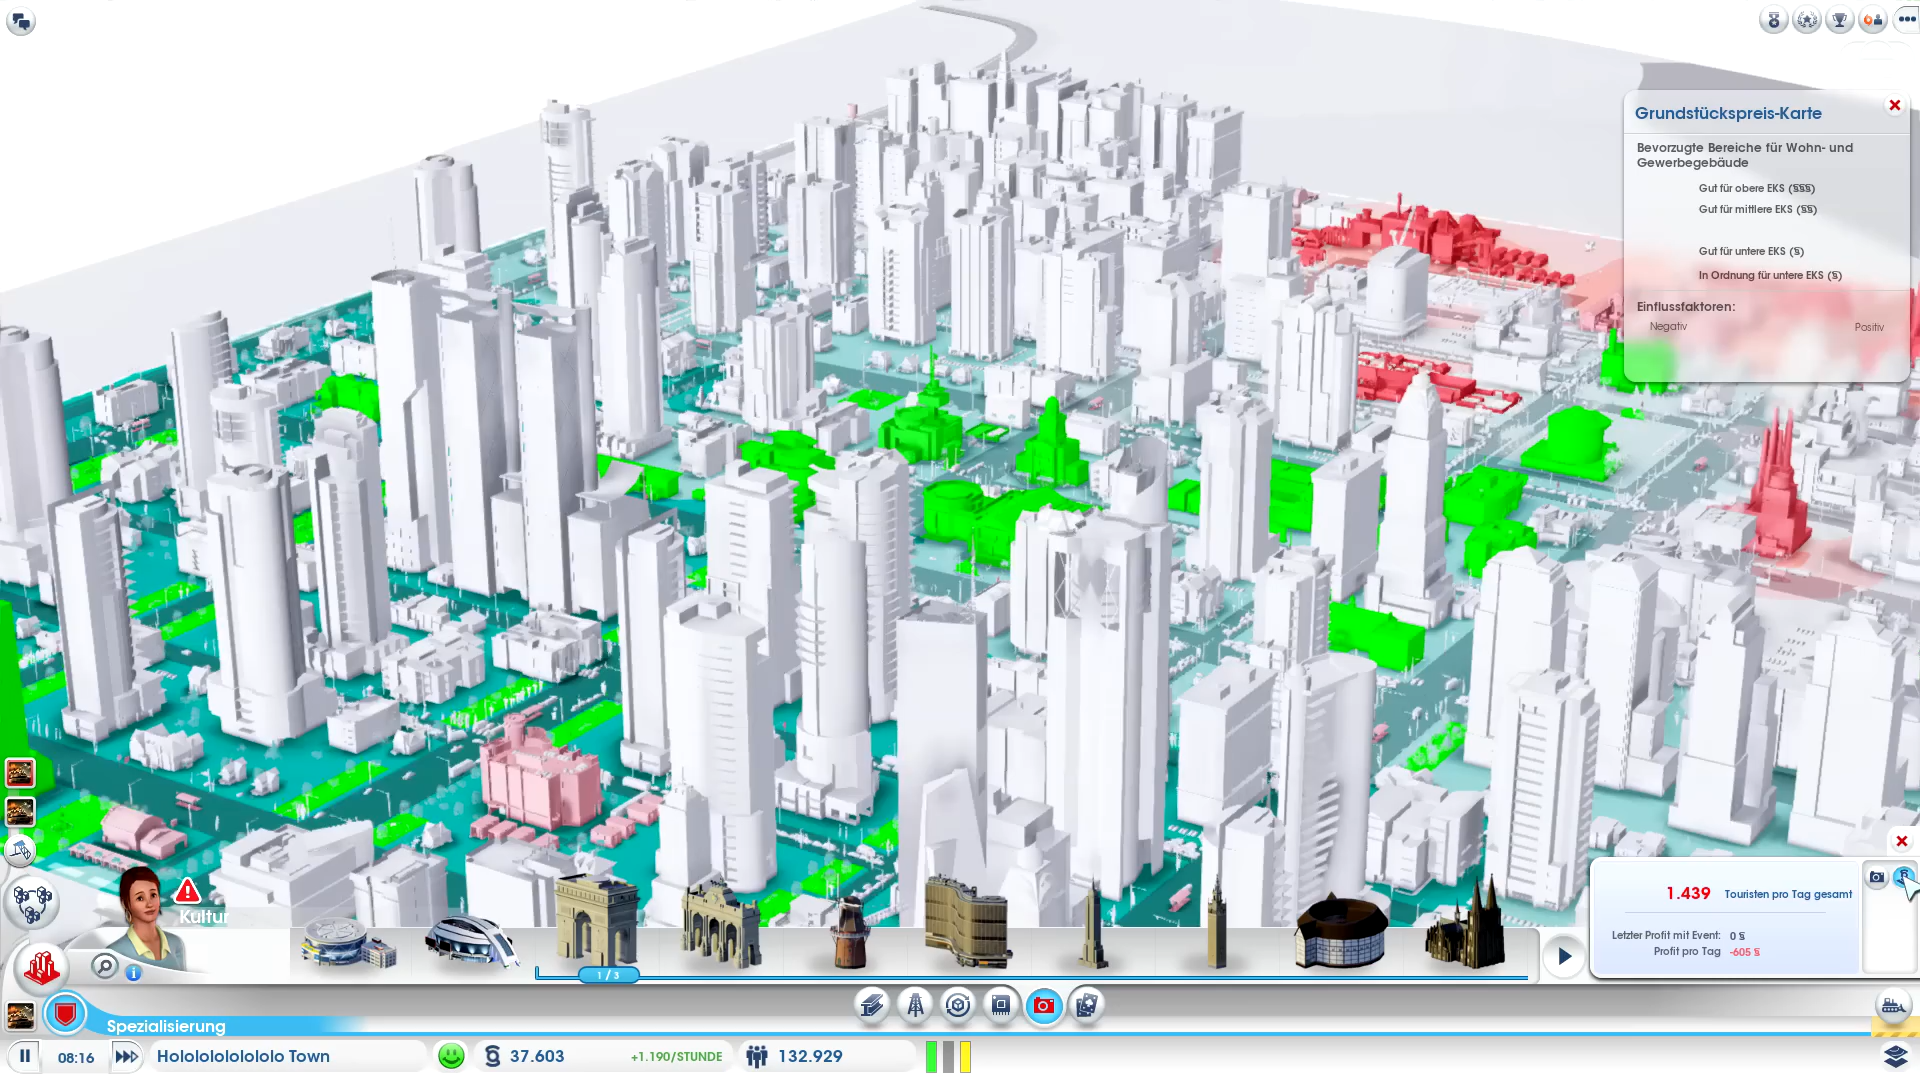 Grundstückspreis-Karte
Bevorzugte Bereiche für Wohn- und
Gewerbegebäude
Gut für obere EKS (§§§)
Gut für mittlere EKS (§§)
Gut für untere EKS (§)
In Ordnung für untere EKS (§)
Einflussfaktoren:
Negativ
Positiv
1.439 Touristen pro Tag gesamt
Letzter Profit mit Event: 0 §
Profit pro Tag -605 §
Kultur
1 / 3
Spezialisierung
08:16
Holololololololo Town
37.603
+1.190/STUNDE
132.929